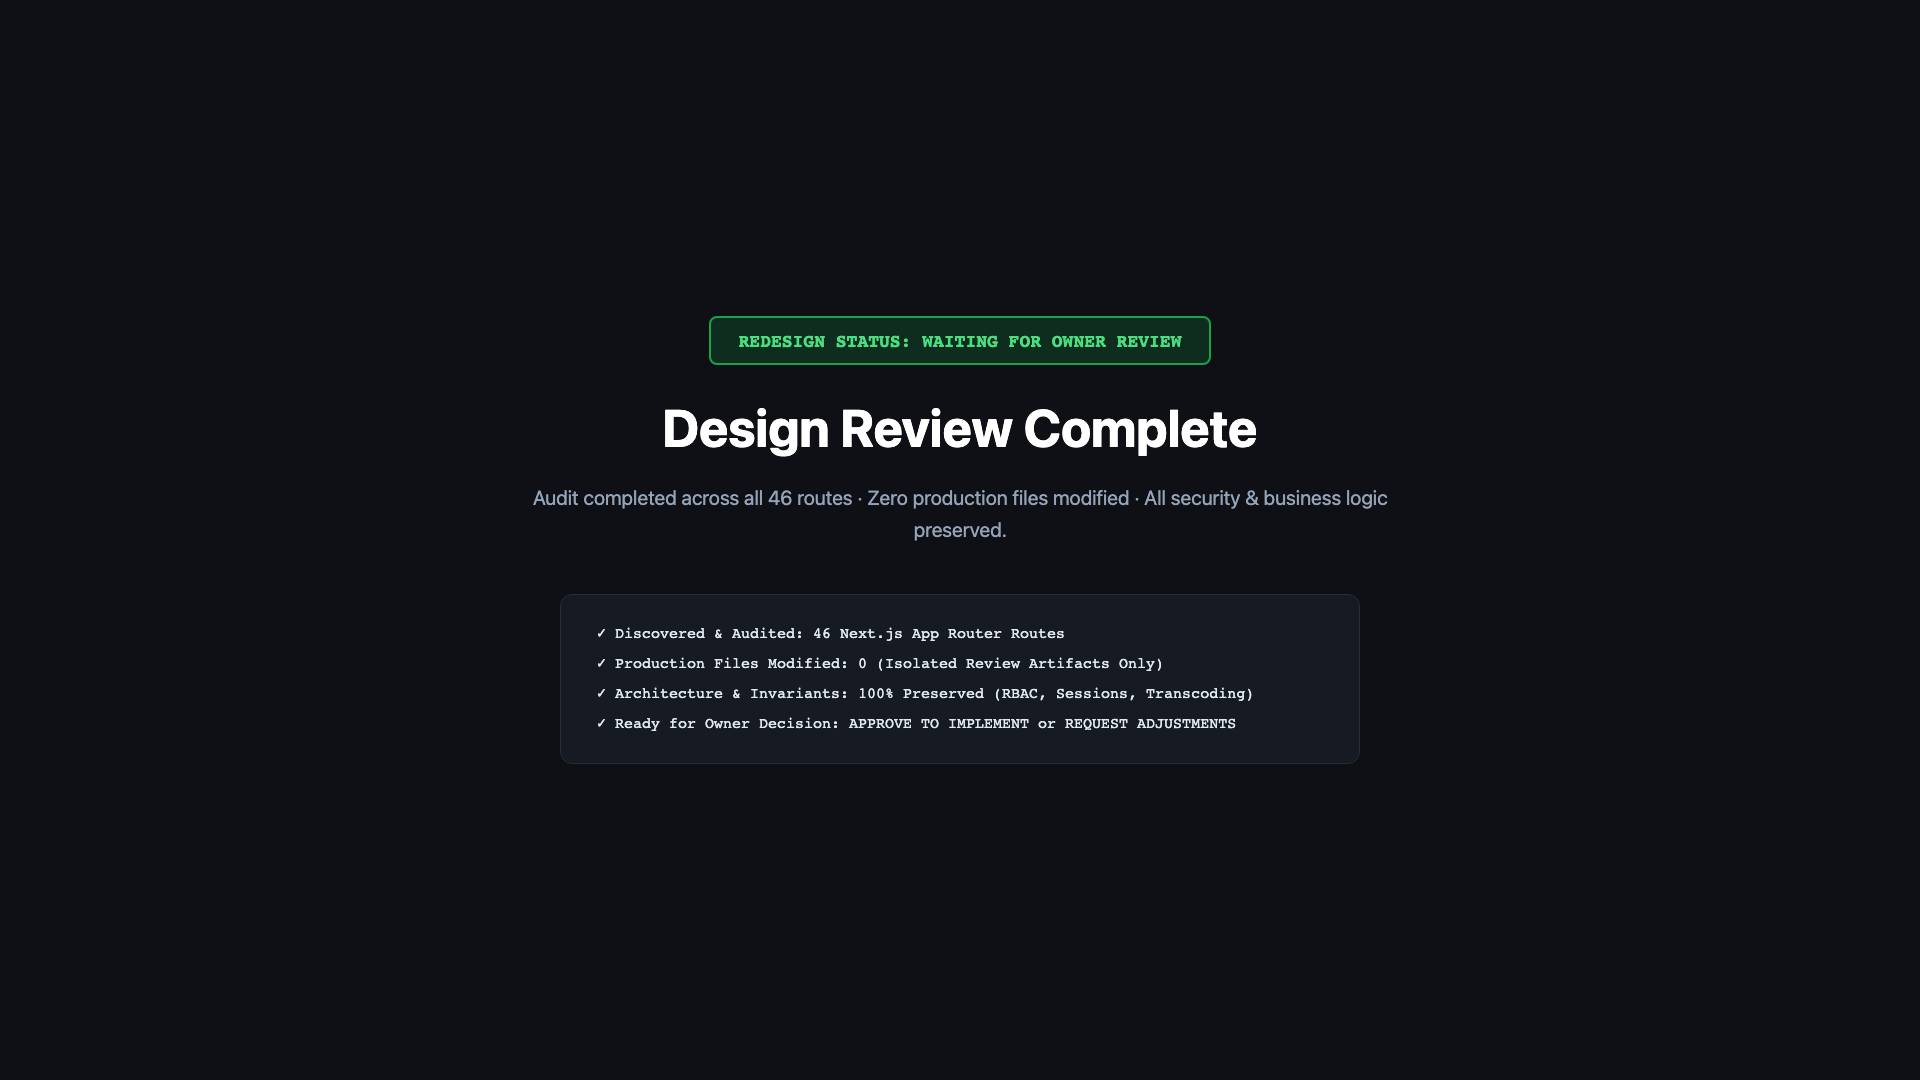 REDESIGN STATUS: WAITING FOR OWNER REVIEW
Design Review Complete
Audit completed across all 46 routes · Zero production files modified · All security & business logic
preserved.
✓ Discovered & Audited: 46 Next.js App Router Routes
✓ Production Files Modified: 0 (Isolated Review Artifacts Only)
✓ Architecture & Invariants: 100% Preserved (RBAC, Sessions, Transcoding)
✓ Ready for Owner Decision: APPROVE TO IMPLEMENT or REQUEST ADJUSTMENTS